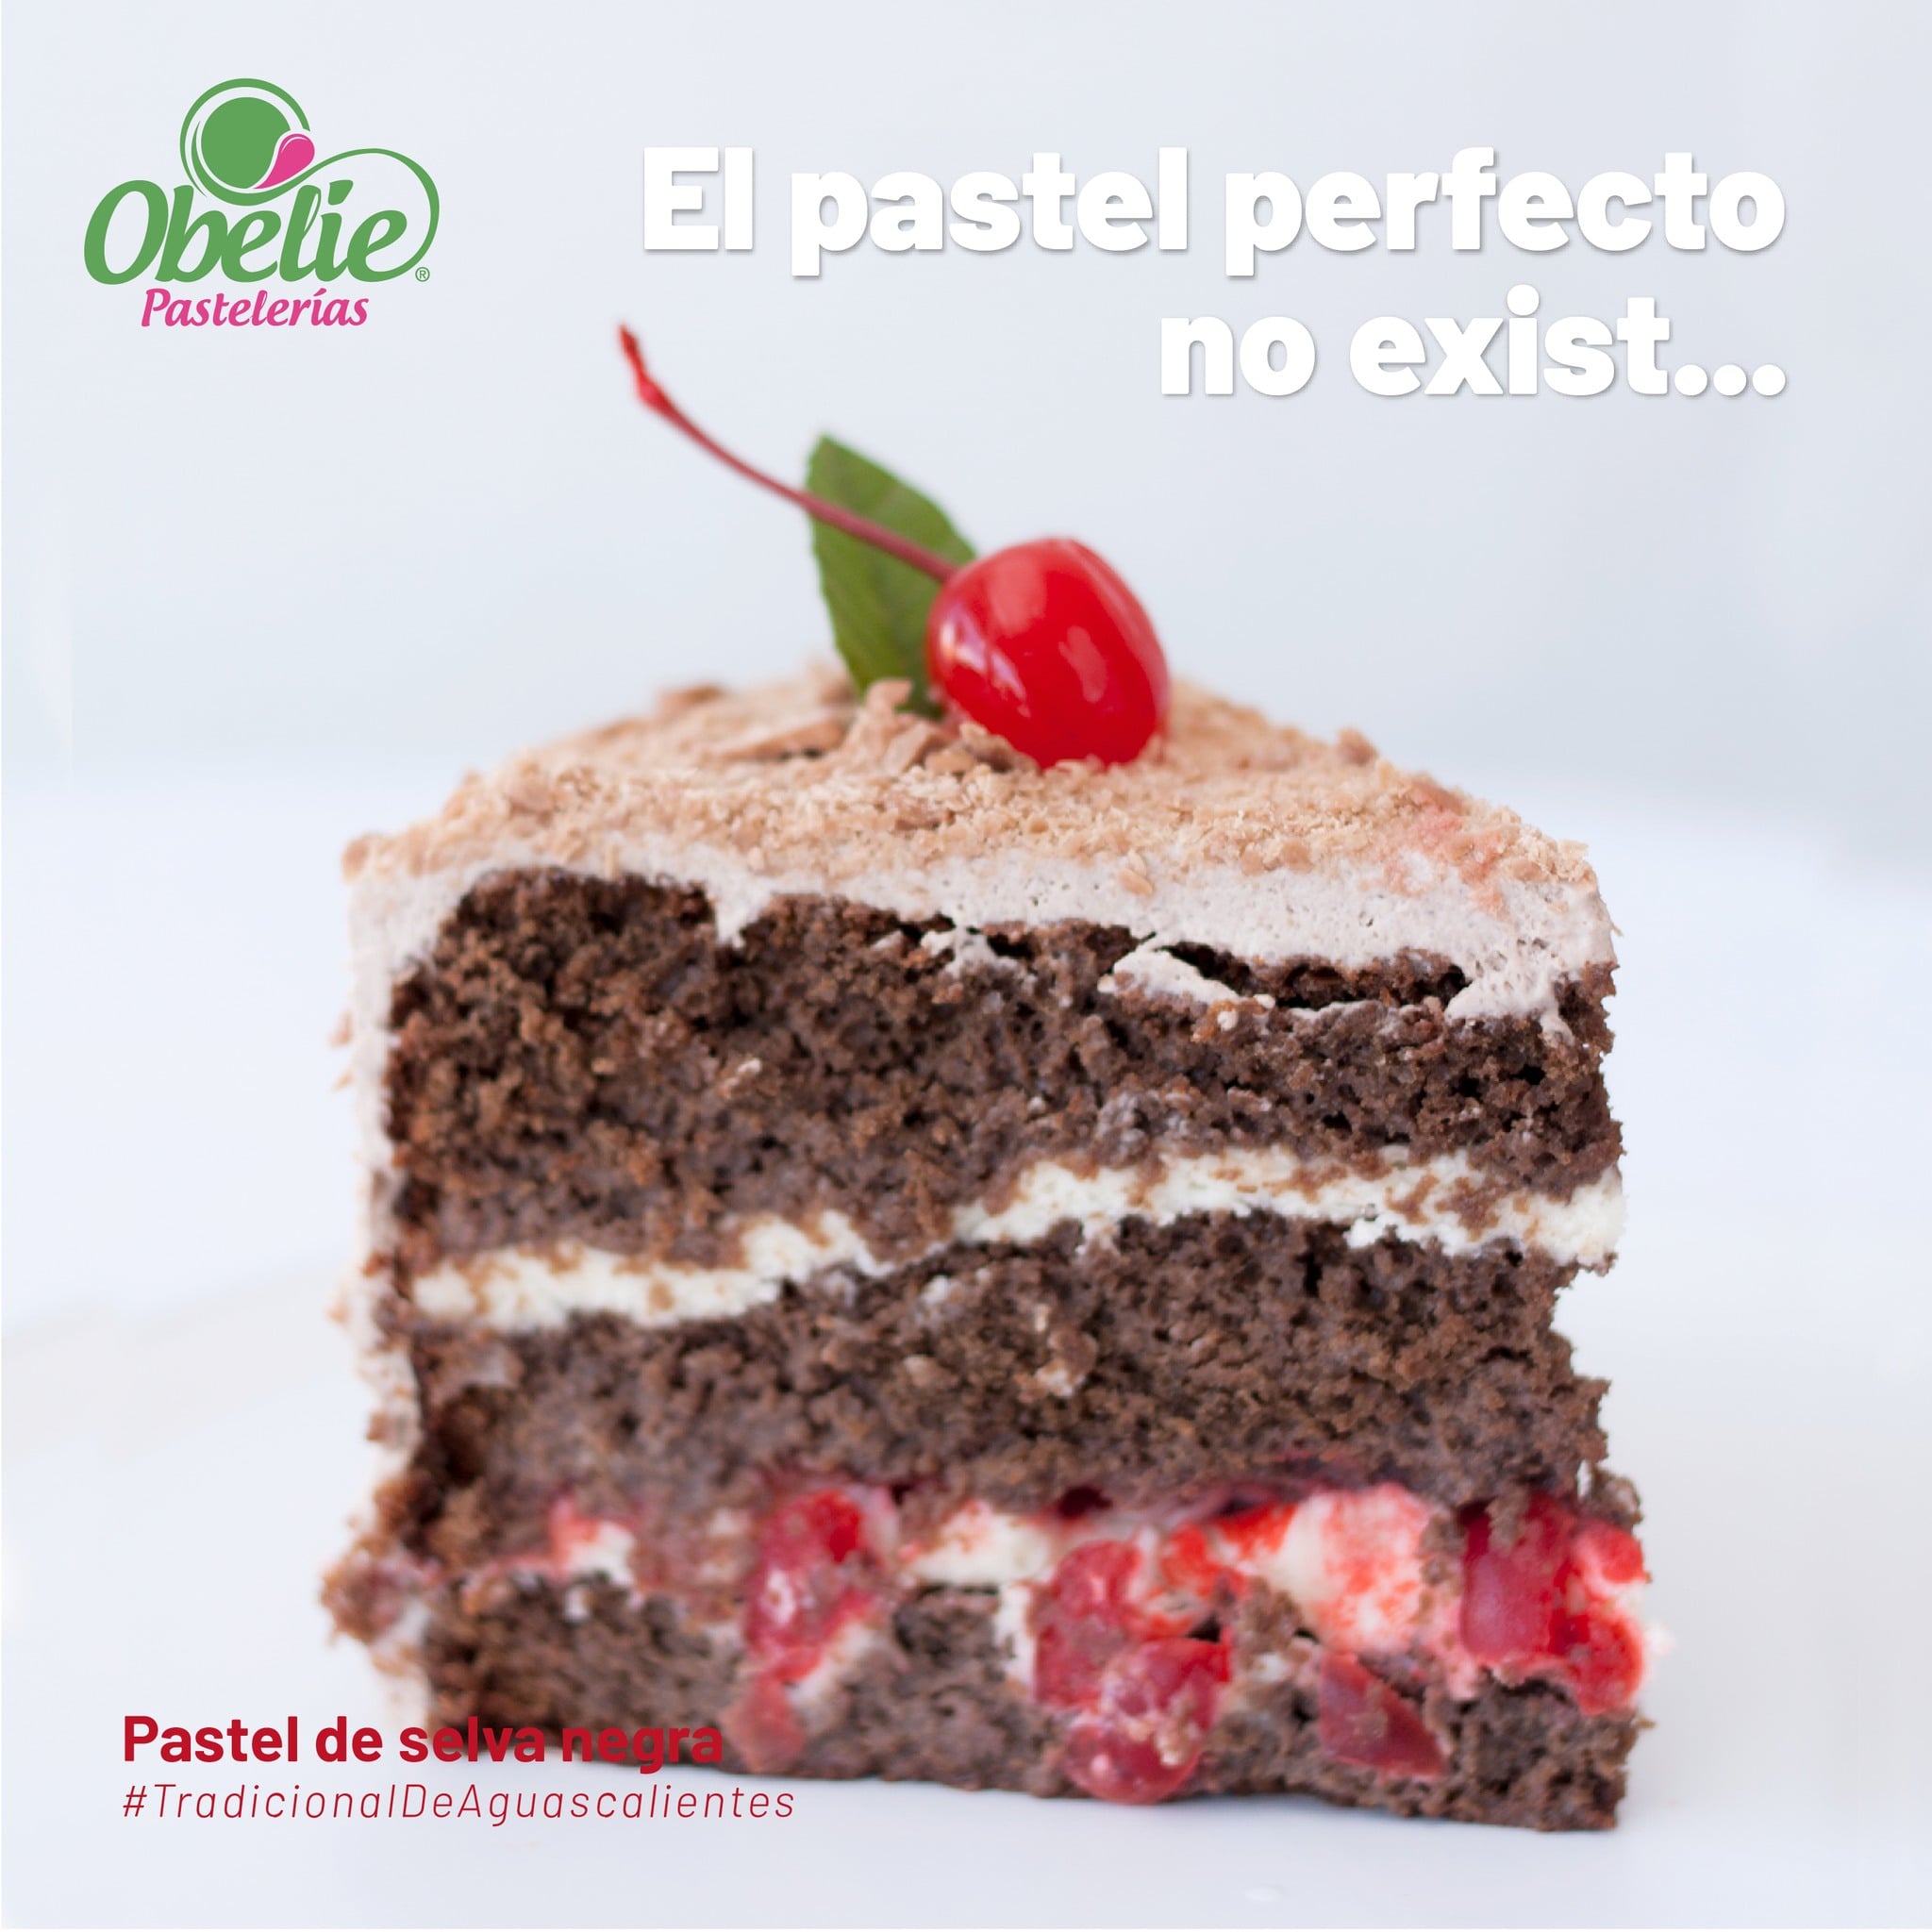 Obelie®
Pastelerías
El pastel perfecto
no exist...
Pastel de selva negra
#TradicionalDeAguascalientes